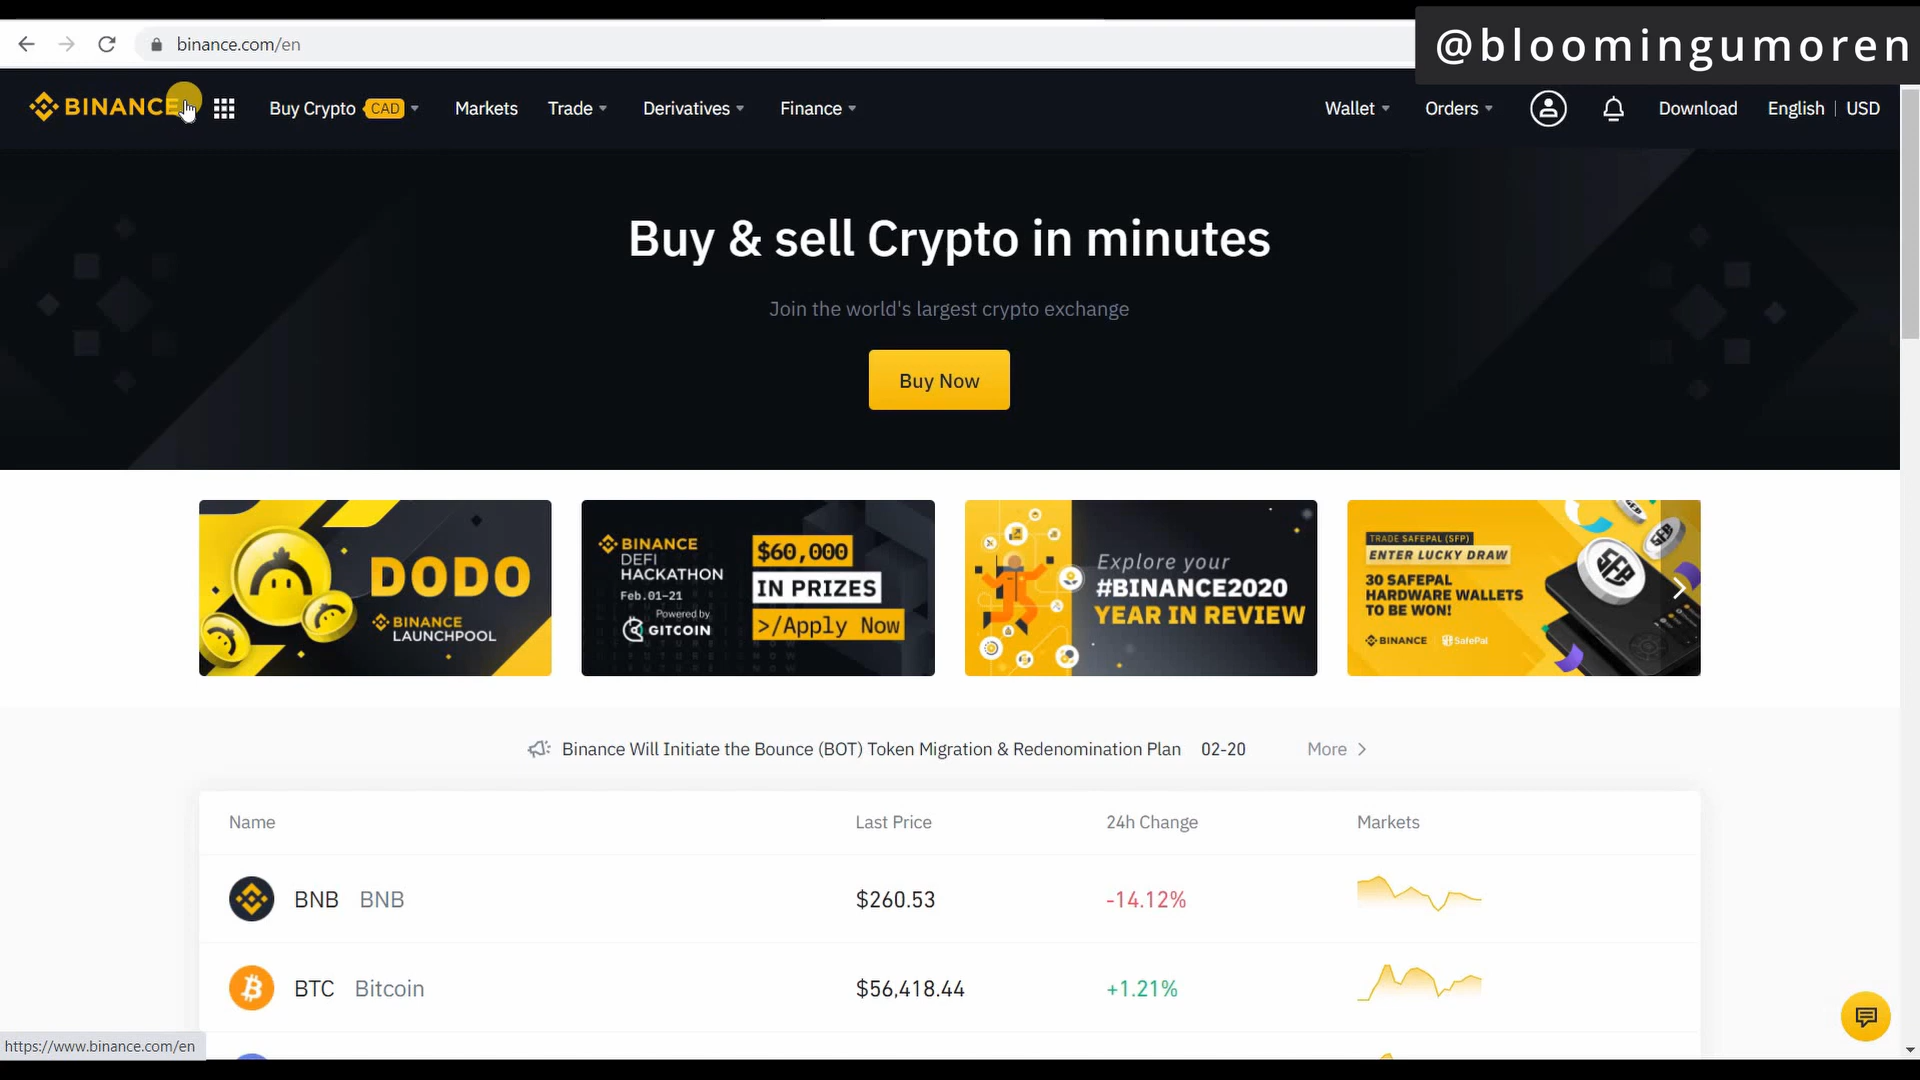 binance.com/en
@bloomingumoren
BINANCE
Buy Crypto CAD
Markets
Trade
Derivatives
Finance
Wallet
Orders
Download
English | USD
Buy & sell Crypto in minutes
Join the world's largest crypto exchange
Buy Now
DODO
BINANCE
LAUNCHPOOL
BINANCE
DEFI
HACKATHON
Feb.01-21
Powered by
GITCOIN
$60,000
IN PRIZES
>/Apply Now
Explore your
#BINANCE2020
YEAR IN REVIEW
TRADE SAFEPAL (SFP)
ENTER LUCKY DRAW
30 SAFEPAL
HARDWARE WALLETS
TO BE WON!
BINANCE SafePal
SFP
SFP
Binance Will Initiate the Bounce (BOT) Token Migration & Redenomination Plan 02-20 More
Name Last Price 24h Change Markets
BNB BNB $260.53 -14.12%
BTC Bitcoin $56,418.44 +1.21%
https://www.binance.com/en